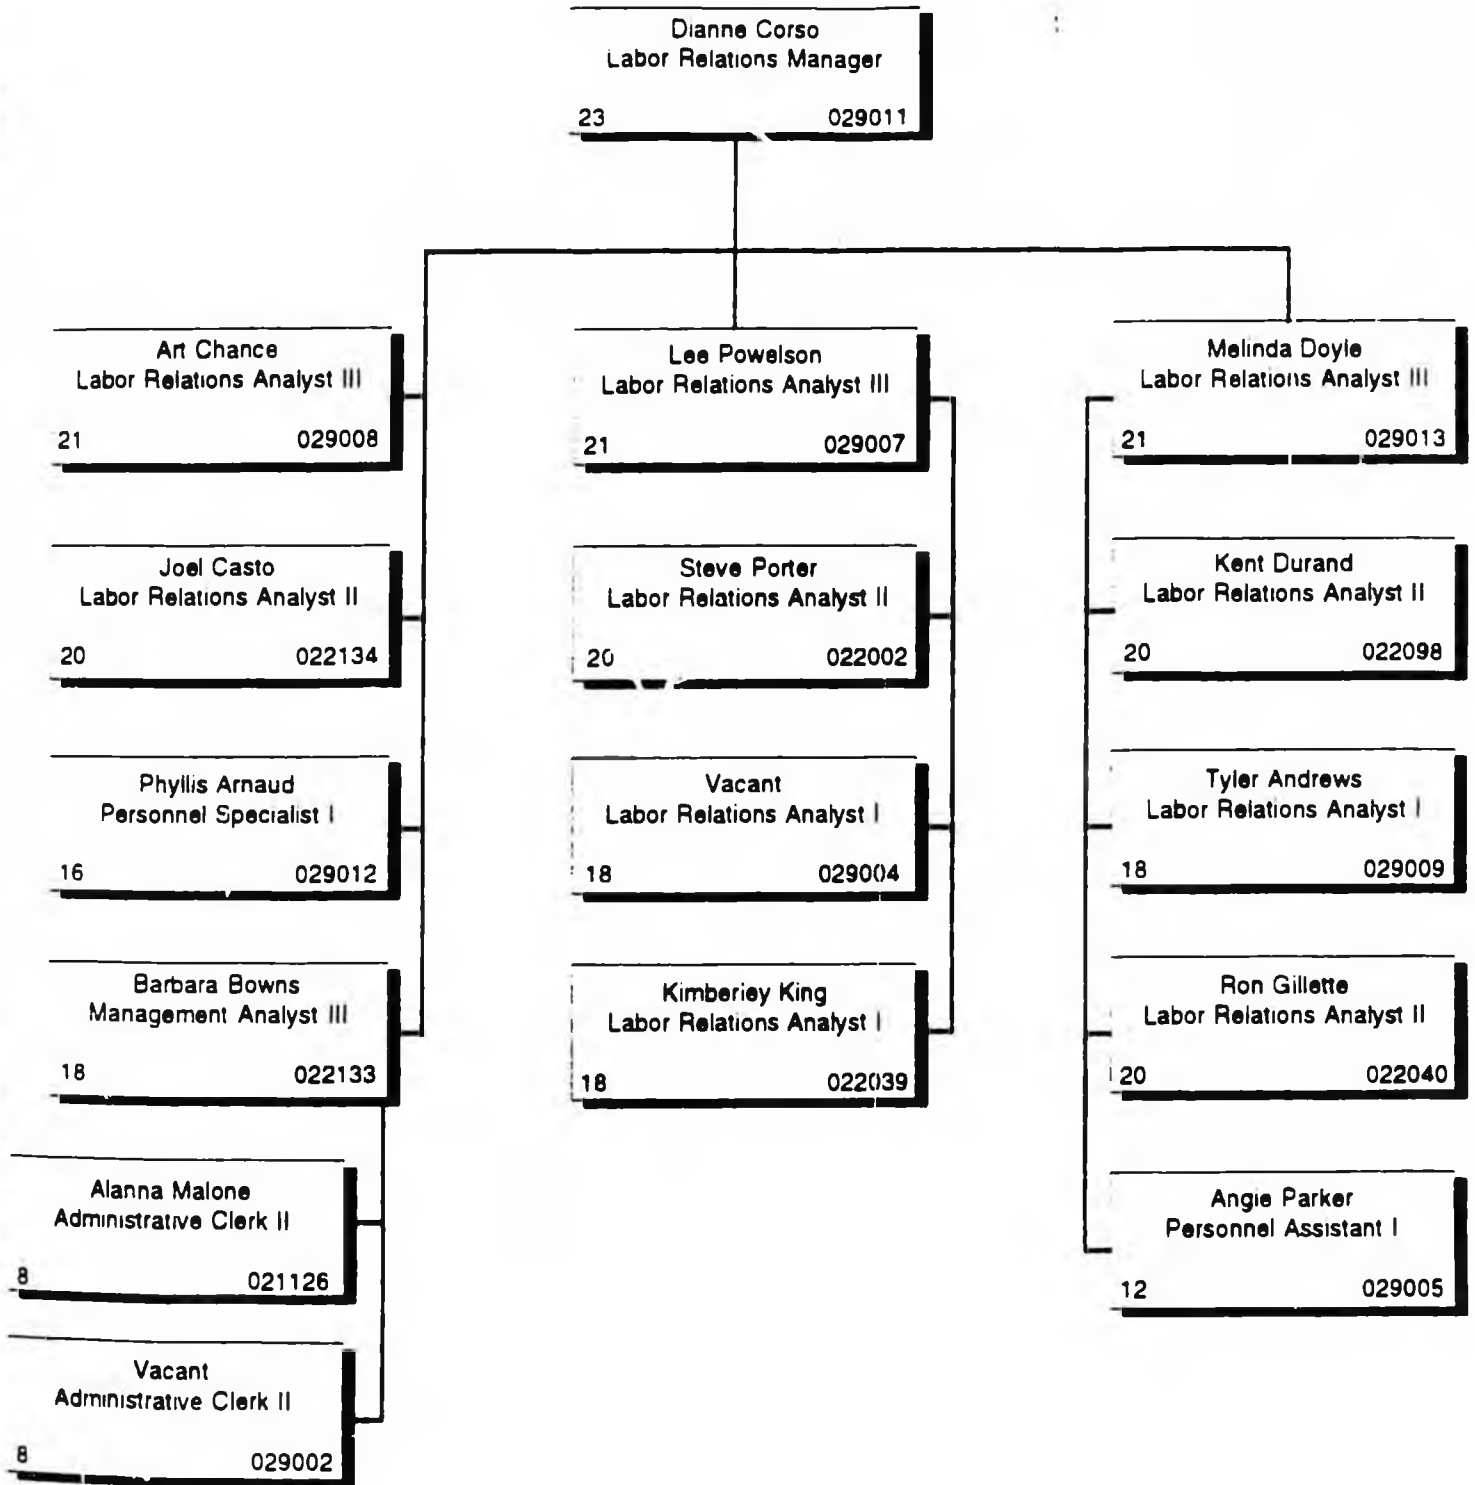 Dianne Corso
Labor Relations Manager
23 029011
Art Chance
Labor Relations Analyst III
21 029008
Joel Casto
Labor Relations Analyst II
20 022134
Phyllis Arnaud
Personnel Specialist I
16 029012
Barbara Bowns
Management Analyst III
18 022133
Alanna Malone
Administrative Clerk II
8 021126
Vacant
Administrative Clerk II
8 029002
Lee Powelson
Labor Relations Analyst III
21 029007
Steve Porter
Labor Relations Analyst II
20 022002
Vacant
Labor Relations Analyst I
18 029004
Kimberley King
Labor Relations Analyst I
18 022039
Melinda Doyle
Labor Relations Analyst III
21 029013
Kent Durand
Labor Relations Analyst II
20 022098
Tyler Andrews
Labor Relations Analyst I
18 029009
Ron Gillette
Labor Relations Analyst II
20 022040
Angie Parker
Personnel Assistant I
12 029005